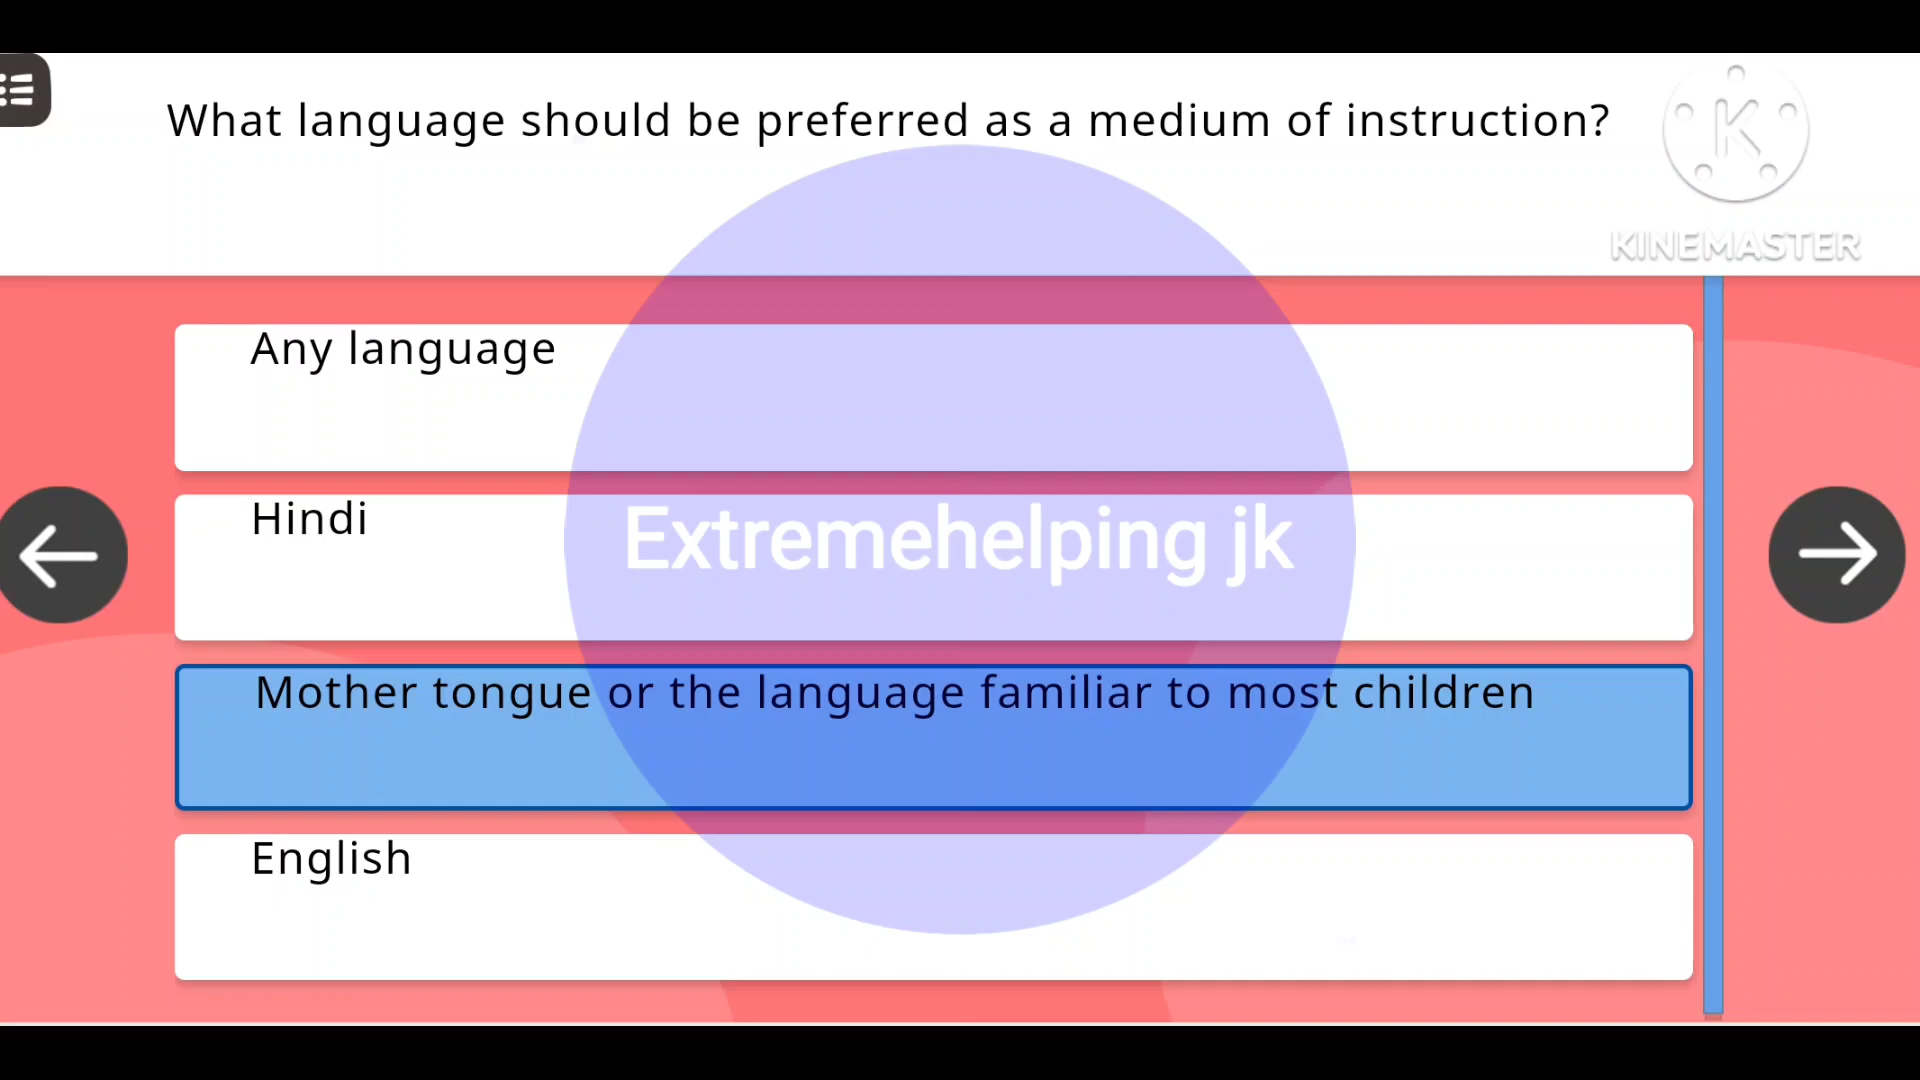 What language should be preferred as a medium of instruction?
KINEMASTER
Any language
Hindi
Extremehelping jk
Mother tongue or the language familiar to most children
English